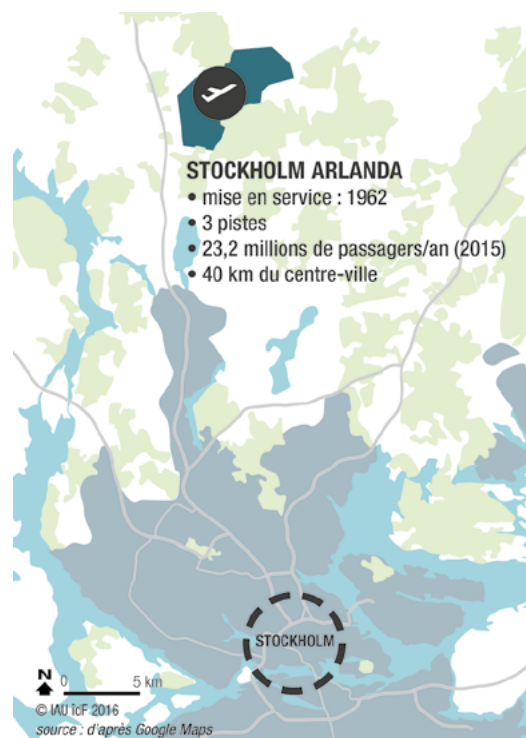 STOCKHOLM ARLANDA
• mise en service : 1962
• 3 pistes
• 23,2 millions de passagers/an (2015)
• 40 km du centre-ville
STOCKHOLM
N 0 5 km
© IAU îdF 2016
source : d'après Google Maps